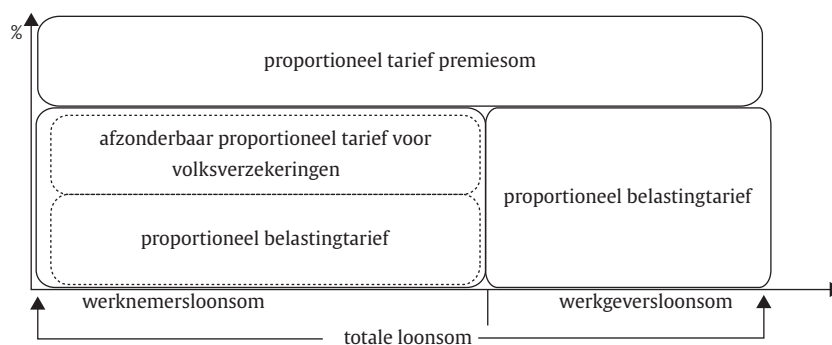 %
proportioneel tarief premiesom
afzonderbaar proportioneel tarief voor
volksverzekeringen
proportioneel belastingtarief
proportioneel belastingtarief
werknemersloonsom
werkgeversloonsom
totale loonsom